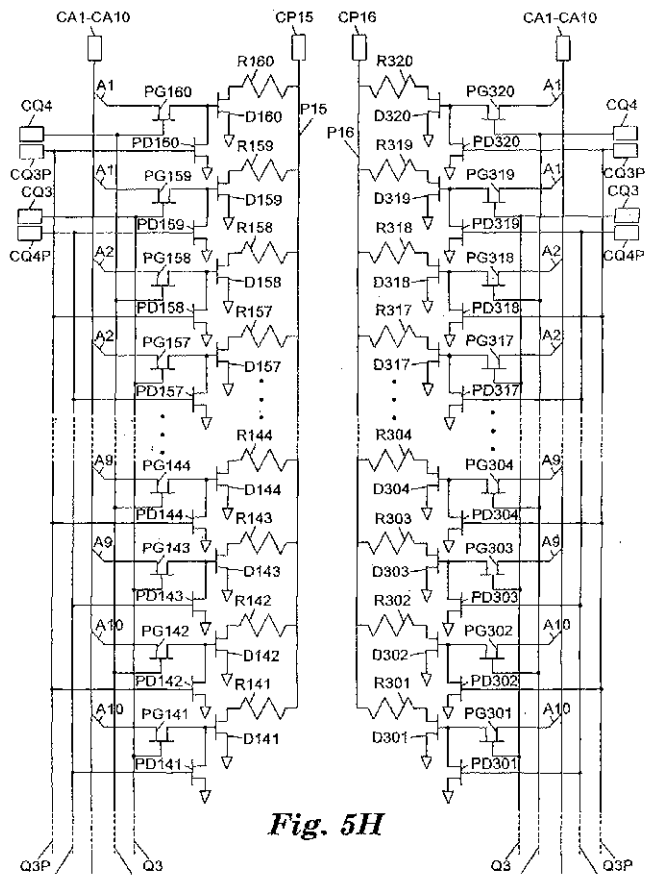 CA1-CA10 CP15 CP16 CA1-CA10
R160 R320
A1 PG160 PG320 A1
CQ4 P15 CQ4
D160 P16 D320
PD160 PD320
CQ3P R159 R319 CQ3P
A1 PG159 PG319 A1
CQ3 CQ3
D159 D319
PD159 PD319
CQ4P R158 R318 CQ4P
A2 PG158 PG318 A2
D158 D318
PD158 PD318
R157 R317
A2 PG157 PG317 A2
D157 D317
PD157 PD317
R144 R304
A9 PG144 PG304 A9
D144 D304
PD144 PD304
R143 R303
A9 PG143 PG303 A9
D143 D303
PD143 PD303
R142 R302
A10 PG142 PG302 A10
D142 D302
PD142 PD302
R141 R301
A10 PG141 PG301 A10
D141 D301
PD141 PD301
Fig. 5H
Q3P Q3 Q3 Q3P